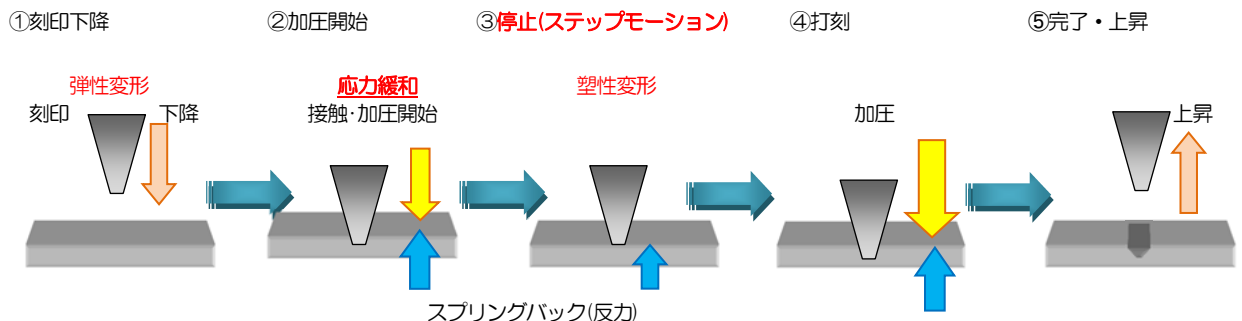 ①刻印下降
②加圧開始
③停止(ステップモーション)
④打刻
⑤完了・上昇
弾性変形
応力緩和
塑性変形
刻印
下降
接触・加圧開始
加圧
上昇
スプリングバック(反力)